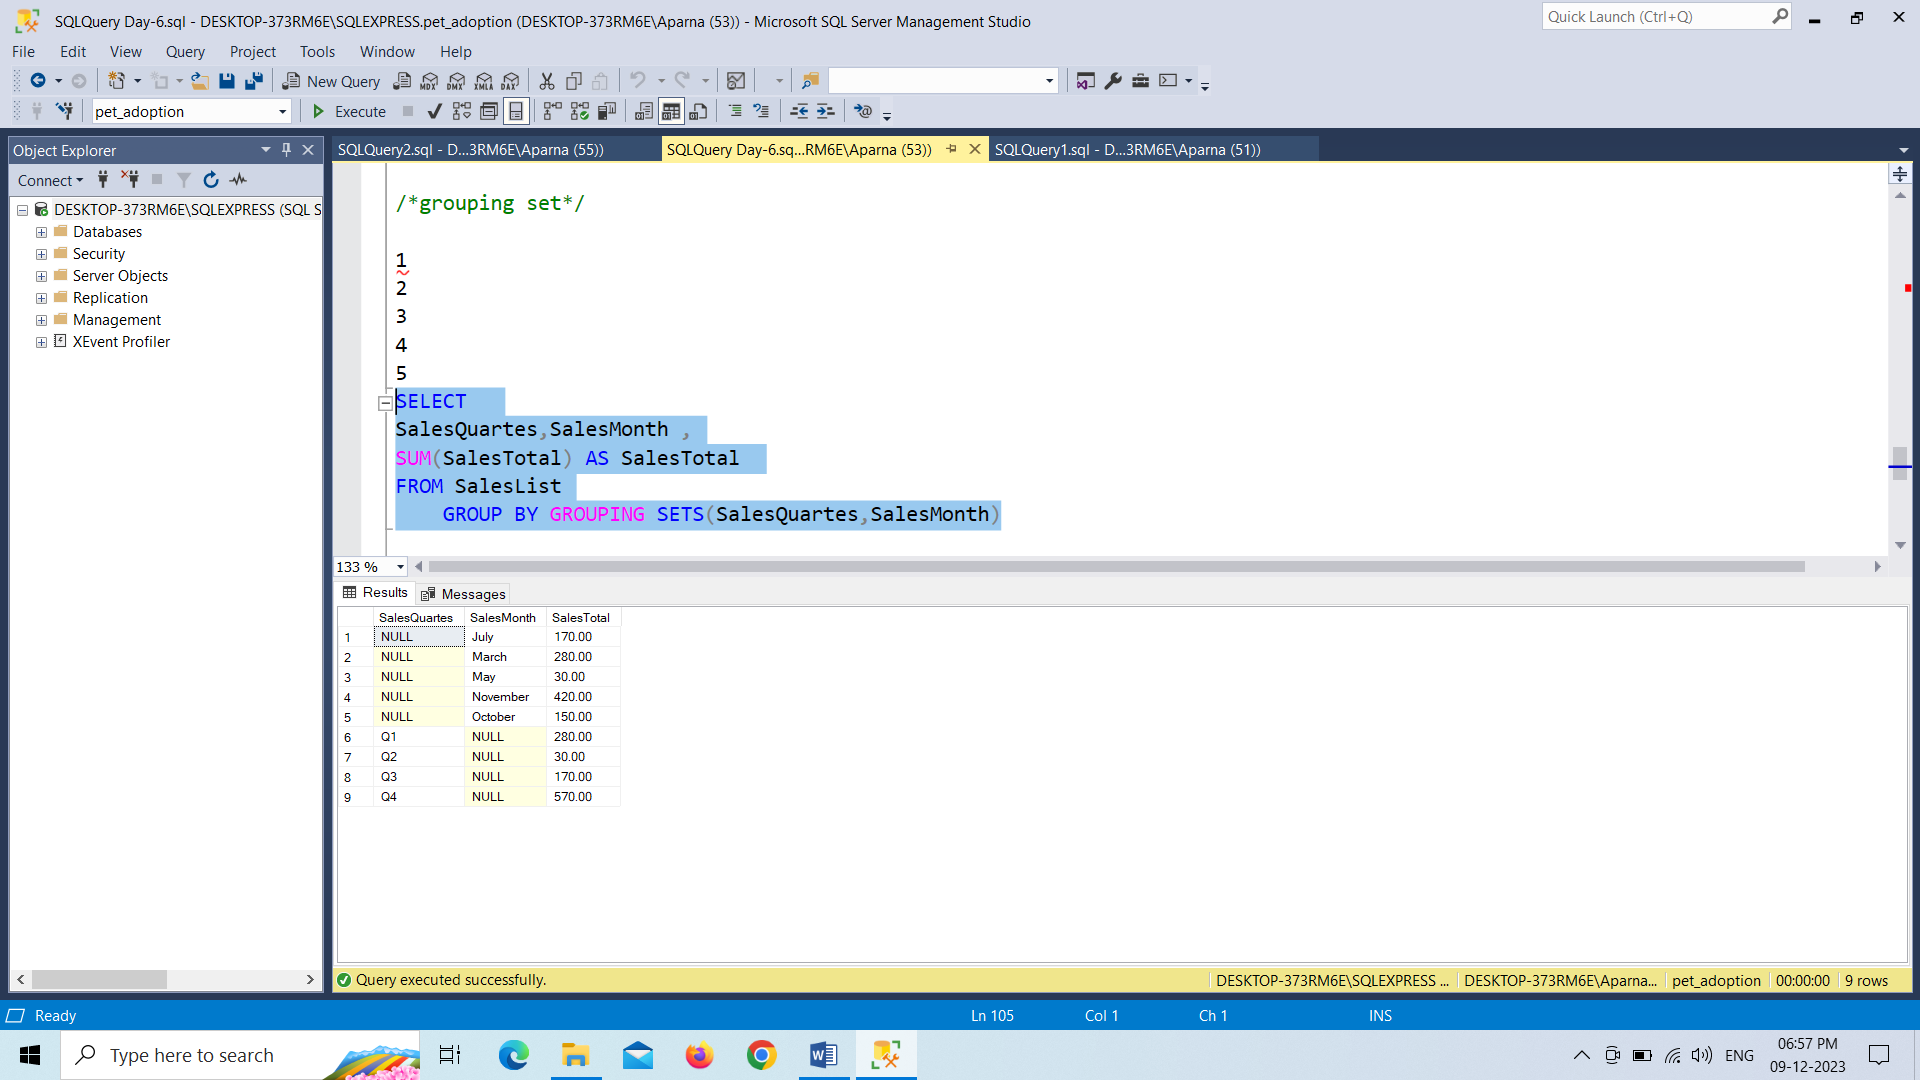 SQLQuery Day-6.sql - DESKTOP-373RM6E\SQLEXPRESS.pet_adoption (DESKTOP-373RM6E\Aparna (53)) - Microsoft SQL Server Management Studio
Quick Launch (Ctrl+Q)
File Edit View Query Project Tools Window Help
New Query MDX DMX XMLA DAX
pet_adoption Execute
Object Explorer
SQLQuery2.sql - D...3RM6E\Aparna (55)) SQLQuery Day-6.sq...RM6E\Aparna (53)) SQLQuery1.sql - D...3RM6E\Aparna (51))
Connect
DESKTOP-373RM6E\SQLEXPRESS (SQL S
Databases
Security
Server Objects
Replication
Management
XEvent Profiler
/*grouping set*/
1
2
3
4
5
SELECT
SalesQuartes,SalesMonth ,
SUM(SalesTotal) AS SalesTotal
FROM SalesList
GROUP BY GROUPING SETS(SalesQuartes,SalesMonth)
133 %
Results Messages
SalesQuartes SalesMonth SalesTotal
1 NULL July 170.00
2 NULL March 280.00
3 NULL May 30.00
4 NULL November 420.00
5 NULL October 150.00
6 Q1 NULL 280.00
7 Q2 NULL 30.00
8 Q3 NULL 170.00
9 Q4 NULL 570.00
Query executed successfully. DESKTOP-373RM6E\SQLEXPRESS ... DESKTOP-373RM6E\Aparna... pet_adoption 00:00:00 9 rows
Ready Ln 105 Col 1 Ch 1 INS
Type here to search
ENG
06:57 PM
09-12-2023